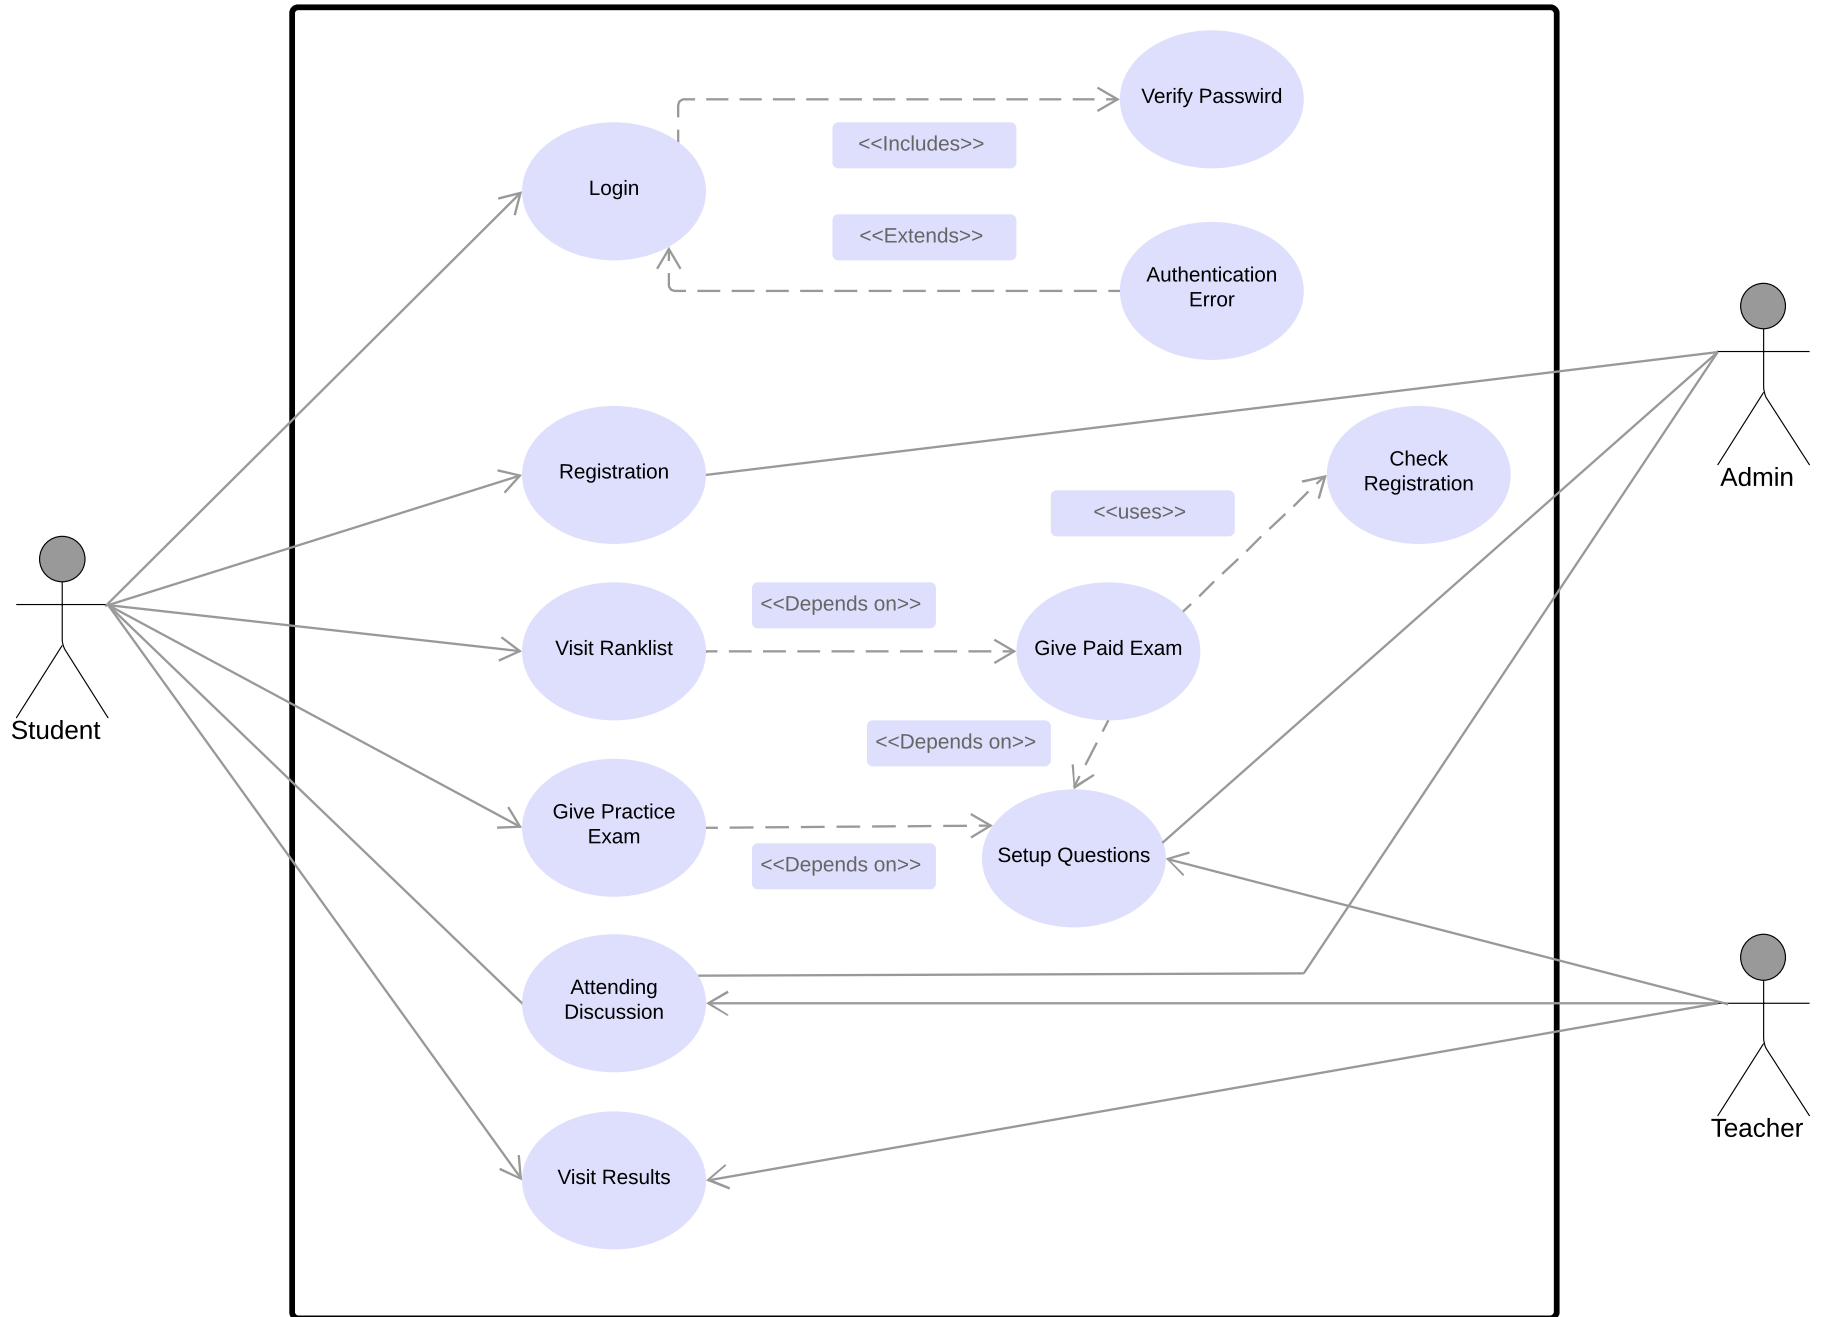 Verify Passwird
<<Includes>>
Login
<<Extends>>
Authentication
Error
Registration
Check
Registration
Admin
<<uses>>
<<Depends on>>
Visit Ranklist
Give Paid Exam
Student
<<Depends on>>
Give Practice
Exam
<<Depends on>>
Setup Questions
Attending
Discussion
Teacher
Visit Results